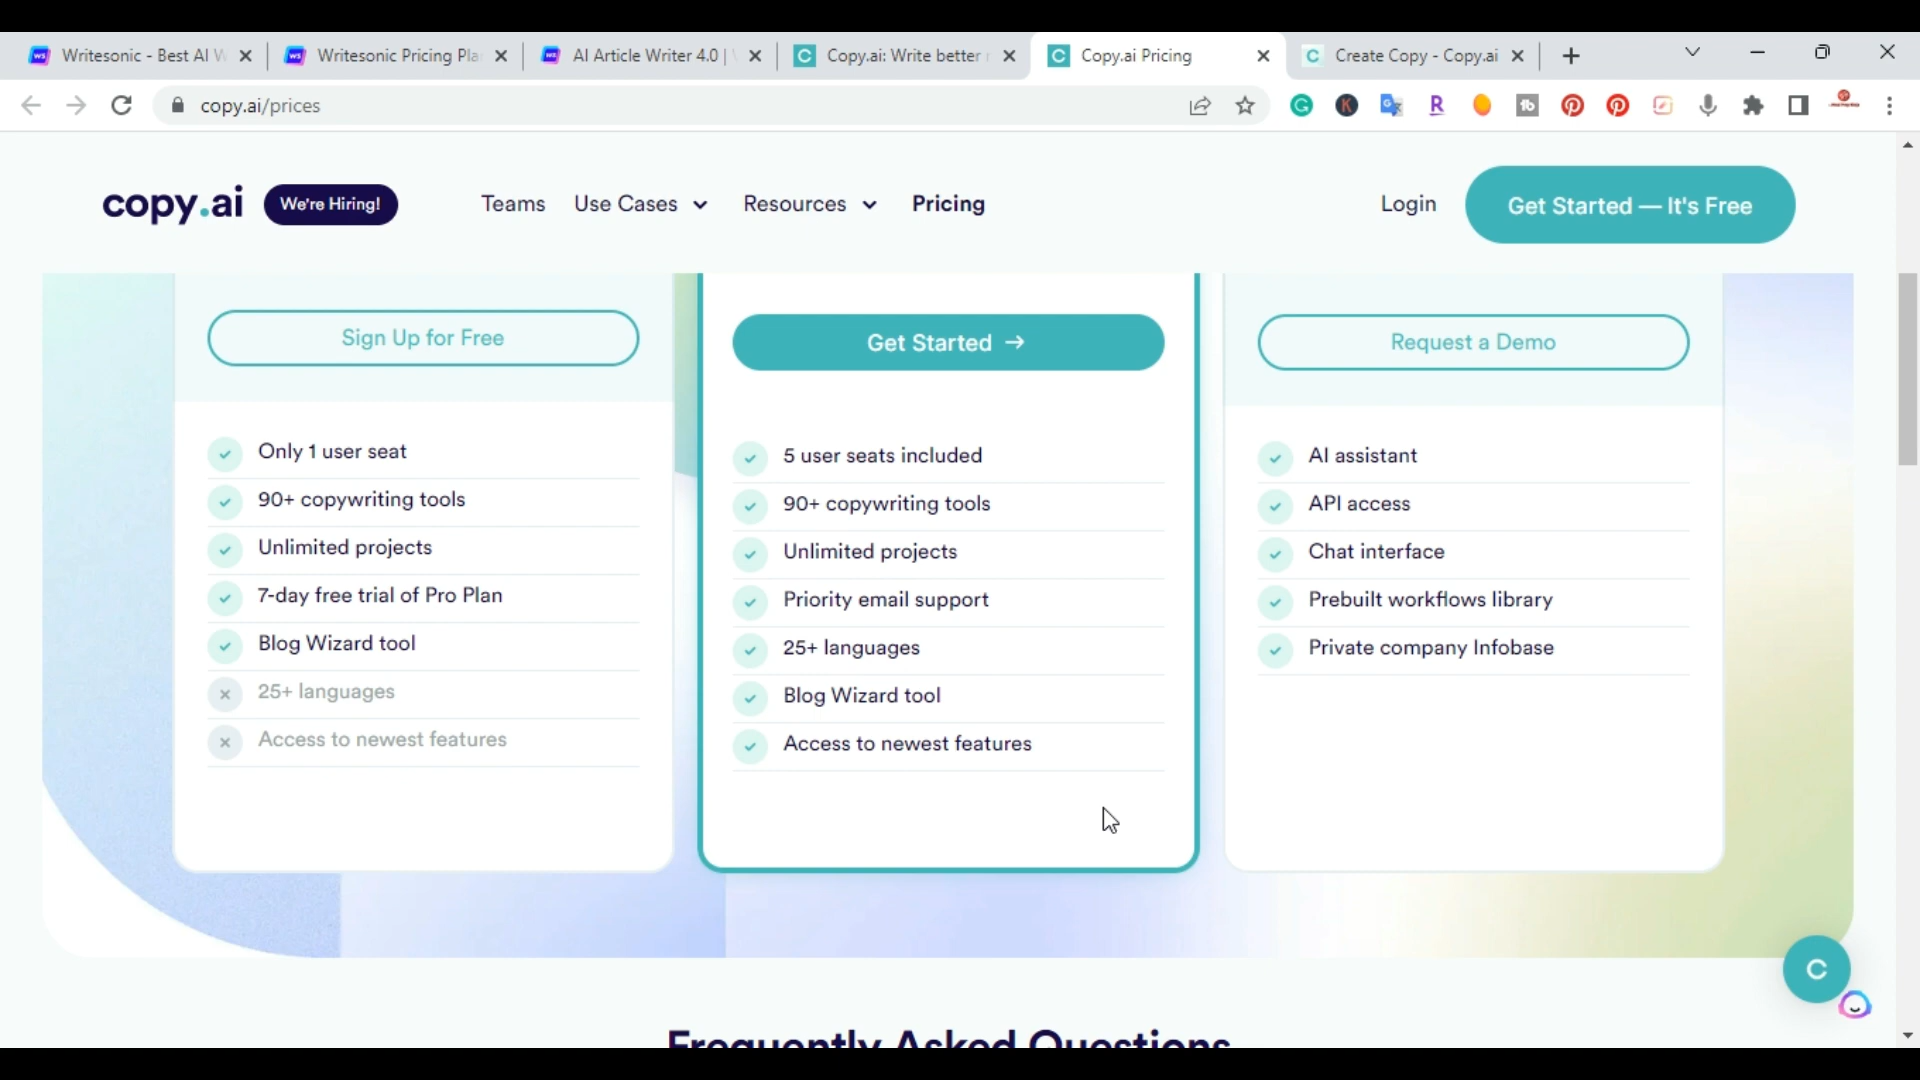 Writesonic - Best AI W
Writesonic Pricing Pla
AI Article Writer 4.0 |
Copy.ai: Write better
Copy.ai Pricing
Create Copy - Copy.ai
copy.ai/prices
copy.ai
We're Hiring!
Teams
Use Cases
Resources
Pricing
Login
Get Started — It's Free
Sign Up for Free
Only 1 user seat
90+ copywriting tools
Unlimited projects
7-day free trial of Pro Plan
Blog Wizard tool
25+ languages
Access to newest features
Get Started →
5 user seats included
90+ copywriting tools
Unlimited projects
Priority email support
25+ languages
Blog Wizard tool
Access to newest features
Request a Demo
AI assistant
API access
Chat interface
Prebuilt workflows library
Private company Infobase
Frequently Asked Questions